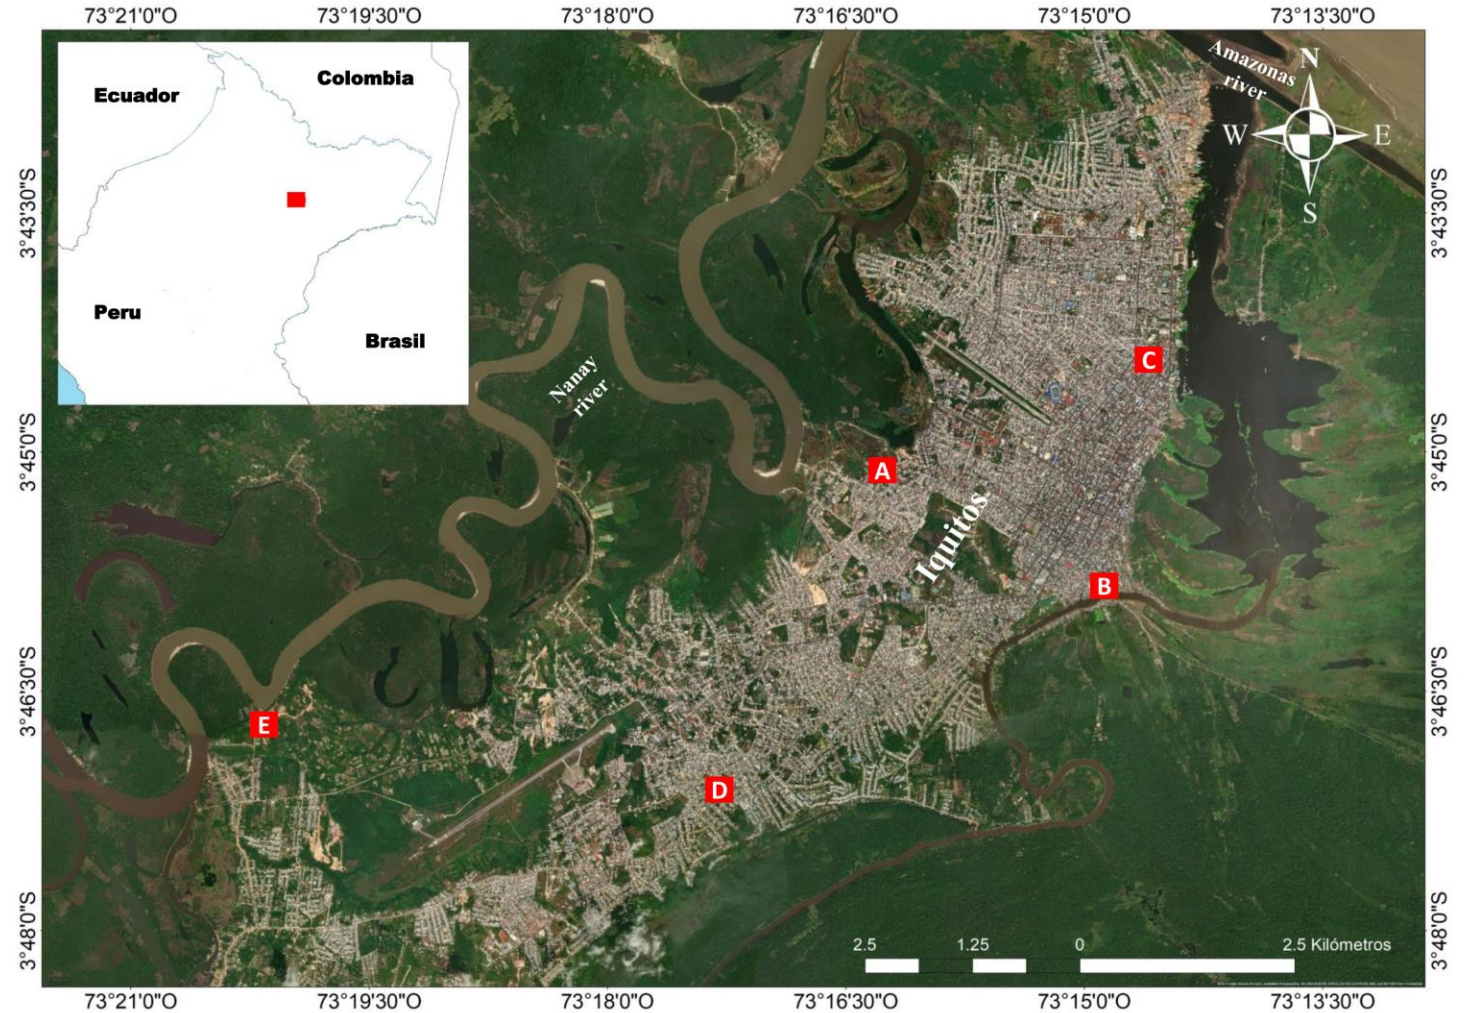 73°21'0"O 73°19'30"O 73°18'0"O 73°16'30"O 73°15'0"O 73°13'30"O
Ecuador
Colombia
Peru
Brasil
Amazonas
river
N
W E
S
3°43'30"S 3°43'30"S
Nanay
river
C
3°45'0"S 3°45'0"S
A
Iquitos
B
3°46'30"S 3°46'30"S
E
D
3°48'0"S 3°48'0"S
2.5 1.25 0 2.5 Kilómetros
73°21'0"O 73°19'30"O 73°18'0"O 73°16'30"O 73°15'0"O 73°13'30"O